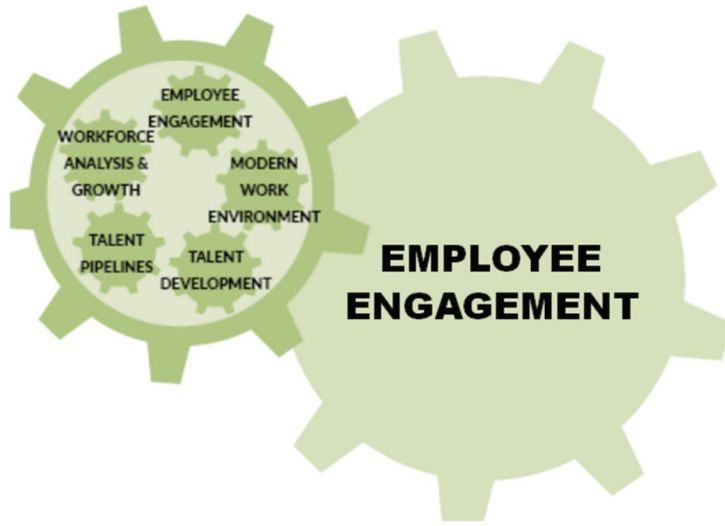 EMPLOYEE
ENGAGEMENT
WORKFORCE
ANALYSIS &
GROWTH
MODERN
WORK
ENVIRONMENT
TALENT
PIPELINES
TALENT
DEVELOPMENT
EMPLOYEE
ENGAGEMENT